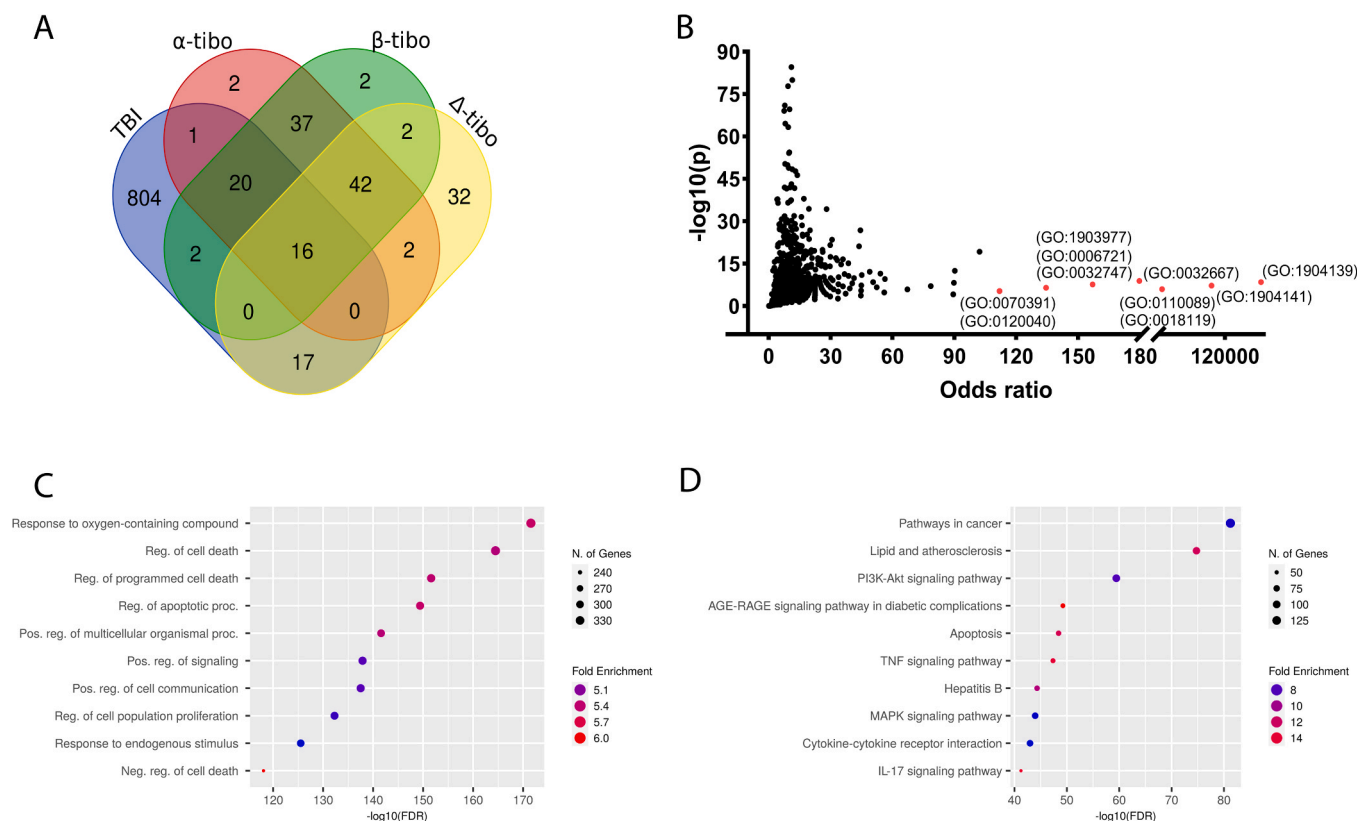 A
α-tibo
β-tibo
TBI
Δ-tibo
2
2
1
37
2
804
20
42
32
2
16
2
0
0
17
B
-log10(p)
90
75
60
45
30
15
0
(GO:1903977)
(GO:0006721)
(GO:0032747)
(GO:0032667)
(GO:1904139)
(GO:0070391)
(GO:0120040)
(GO:0110089)
(GO:0018119)
(GO:1904141)
0 30 60 90 120 150 180 120000
Odds ratio
C
Response to oxygen-containing compound
Reg. of cell death
Reg. of programmed cell death
Reg. of apoptotic proc.
Pos. reg. of multicellular organismal proc.
Pos. reg. of signaling
Pos. reg. of cell communication
Reg. of cell population proliferation
Response to endogenous stimulus
Neg. reg. of cell death
120 130 140 150 160 170
-log10(FDR)
N. of Genes
240
270
300
330
Fold Enrichment
5.1
5.4
5.7
6.0
D
Pathways in cancer
Lipid and atherosclerosis
PI3K-Akt signaling pathway
AGE-RAGE signaling pathway in diabetic complications
Apoptosis
TNF signaling pathway
Hepatitis B
MAPK signaling pathway
Cytokine-cytokine receptor interaction
IL-17 signaling pathway
40 50 60 70 80
-log10(FDR)
N. of Genes
50
75
100
125
Fold Enrichment
8
10
12
14